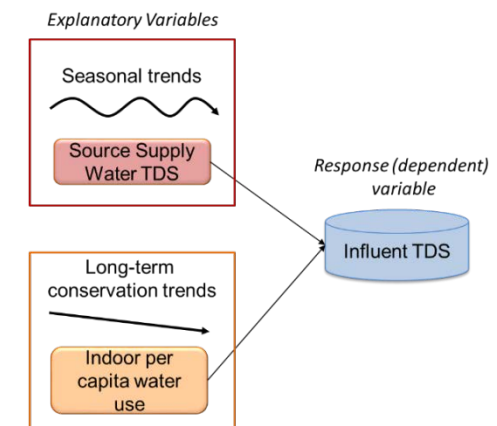 Explanatory Variables
Seasonal trends
Source Supply
Water TDS
Response (dependent)
variable
Influent TDS
Long-term
conservation trends
Indoor per
capita water
use